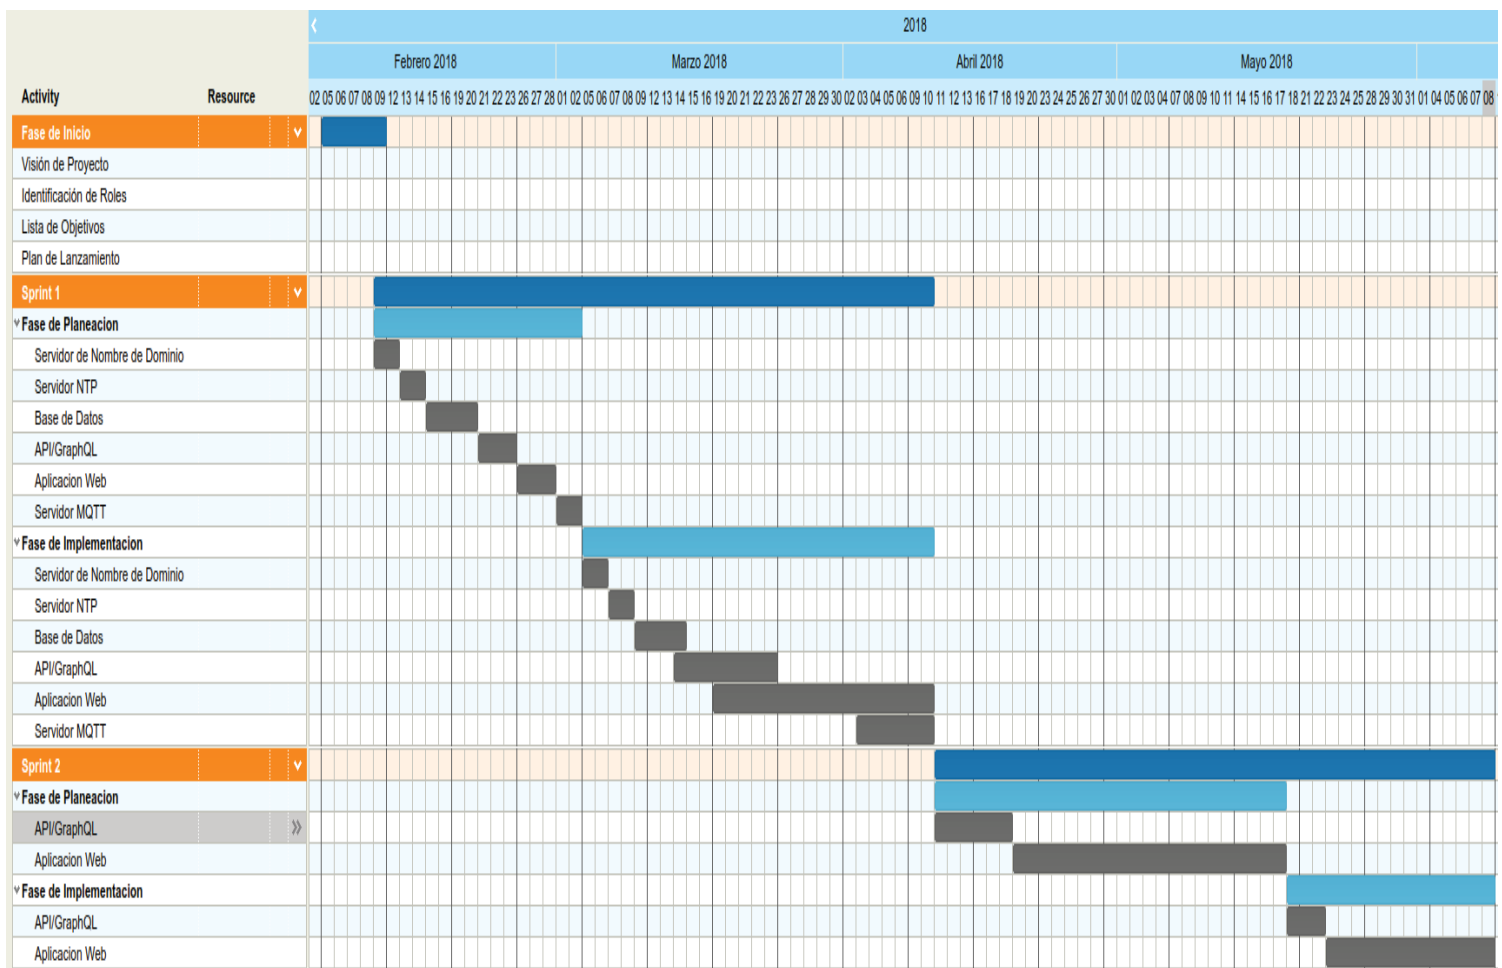 2018
Febrero 2018 Marzo 2018 Abril 2018 Mayo 2018
Activity Resource 02 05 06 07 08 09 12 13 14 15 16 19 20 21 22 23 26 27 28 01 02 05 06 07 08 09 12 13 14 15 16 19 20 21 22 23 26 27 28 29 30 02 03 04 05 06 09 10 11 12 13 16 17 18 19 20 23 24 25 26 27 30 01 02 03 04 07 08 09 10 11 14 15 16 17 18 21 22 23 24 25 28 29 30 31 01 04 05 06 07 08
Fase de Inicio
Visión de Proyecto
Identificación de Roles
Lista de Objetivos
Plan de Lanzamiento
Sprint 1
Fase de Planeacion
Servidor de Nombre de Dominio
Servidor NTP
Base de Datos
API/GraphQL
Aplicacion Web
Servidor MQTT
Fase de Implementacion
Servidor de Nombre de Dominio
Servidor NTP
Base de Datos
API/GraphQL
Aplicacion Web
Servidor MQTT
Sprint 2
Fase de Planeacion
API/GraphQL
Aplicacion Web
Fase de Implementacion
API/GraphQL
Aplicacion Web